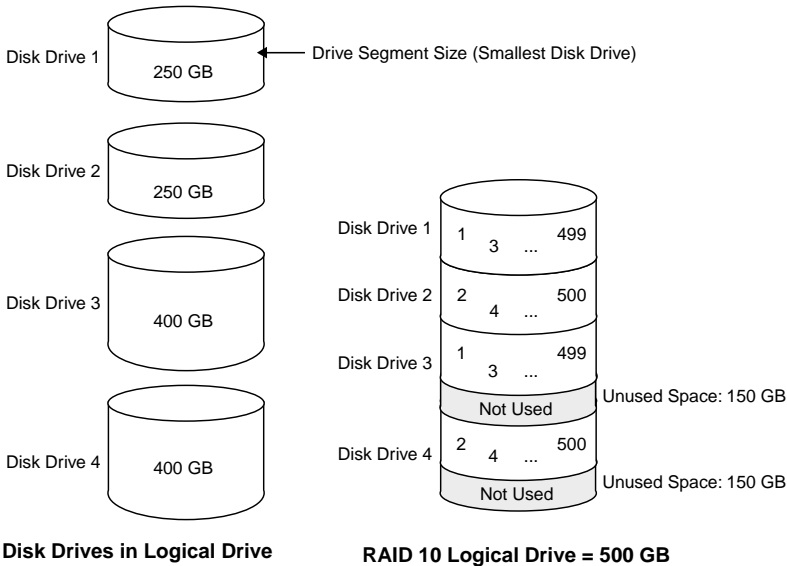 Disk Drive 1
250 GB
Drive Segment Size (Smallest Disk Drive)
Disk Drive 2
250 GB
Disk Drive 3
400 GB
Disk Drive 4
400 GB
Disk Drives in Logical Drive
Disk Drive 1
1 3 ... 499
Disk Drive 2
2 4 ... 500
Disk Drive 3
1 3 ... 499
Not Used
Unused Space: 150 GB
Disk Drive 4
2 4 ... 500
Not Used
Unused Space: 150 GB
RAID 10 Logical Drive = 500 GB